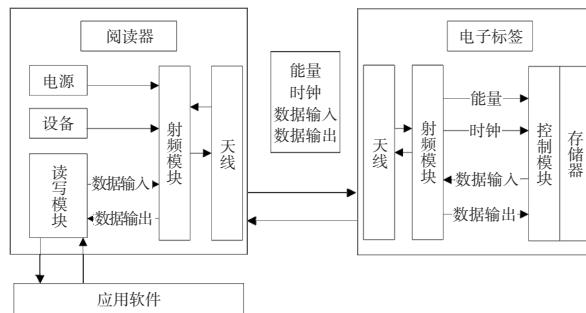 阅读器
电源
设备
读写模块
数据输入
数据输出
射频模块
天线
应用软件
能量
时钟
数据输入
数据输出
电子标签
天线
射频模块
能量
时钟
数据输入
数据输出
控制模块
存储器